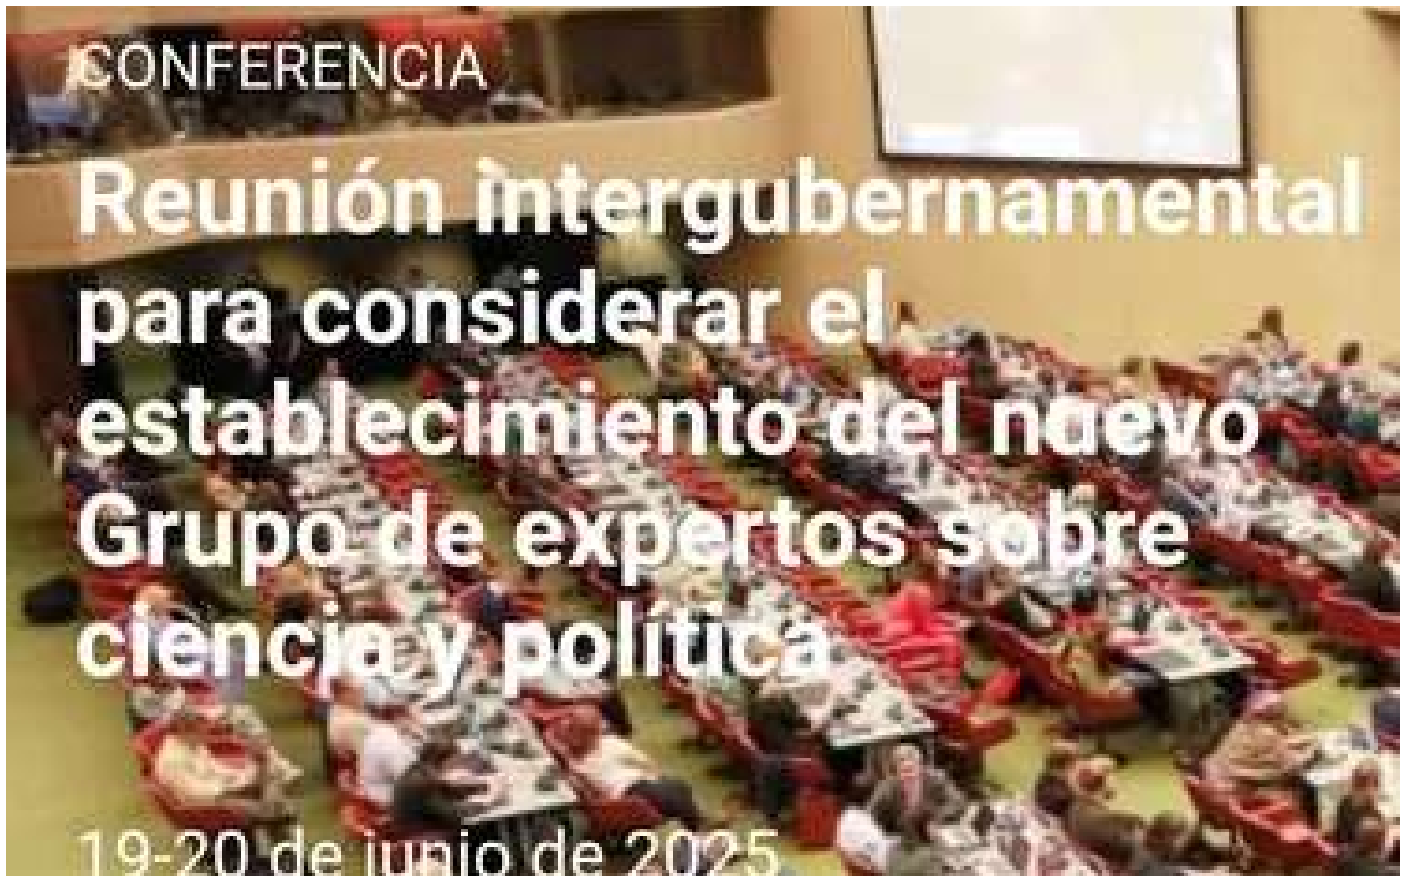 CONFERENCIA
Reunión intergubernamental
para considerar el
establecimiento del nuevo
Grupo de expertos sobre
ciencia y política
19-20 de junio de 2025